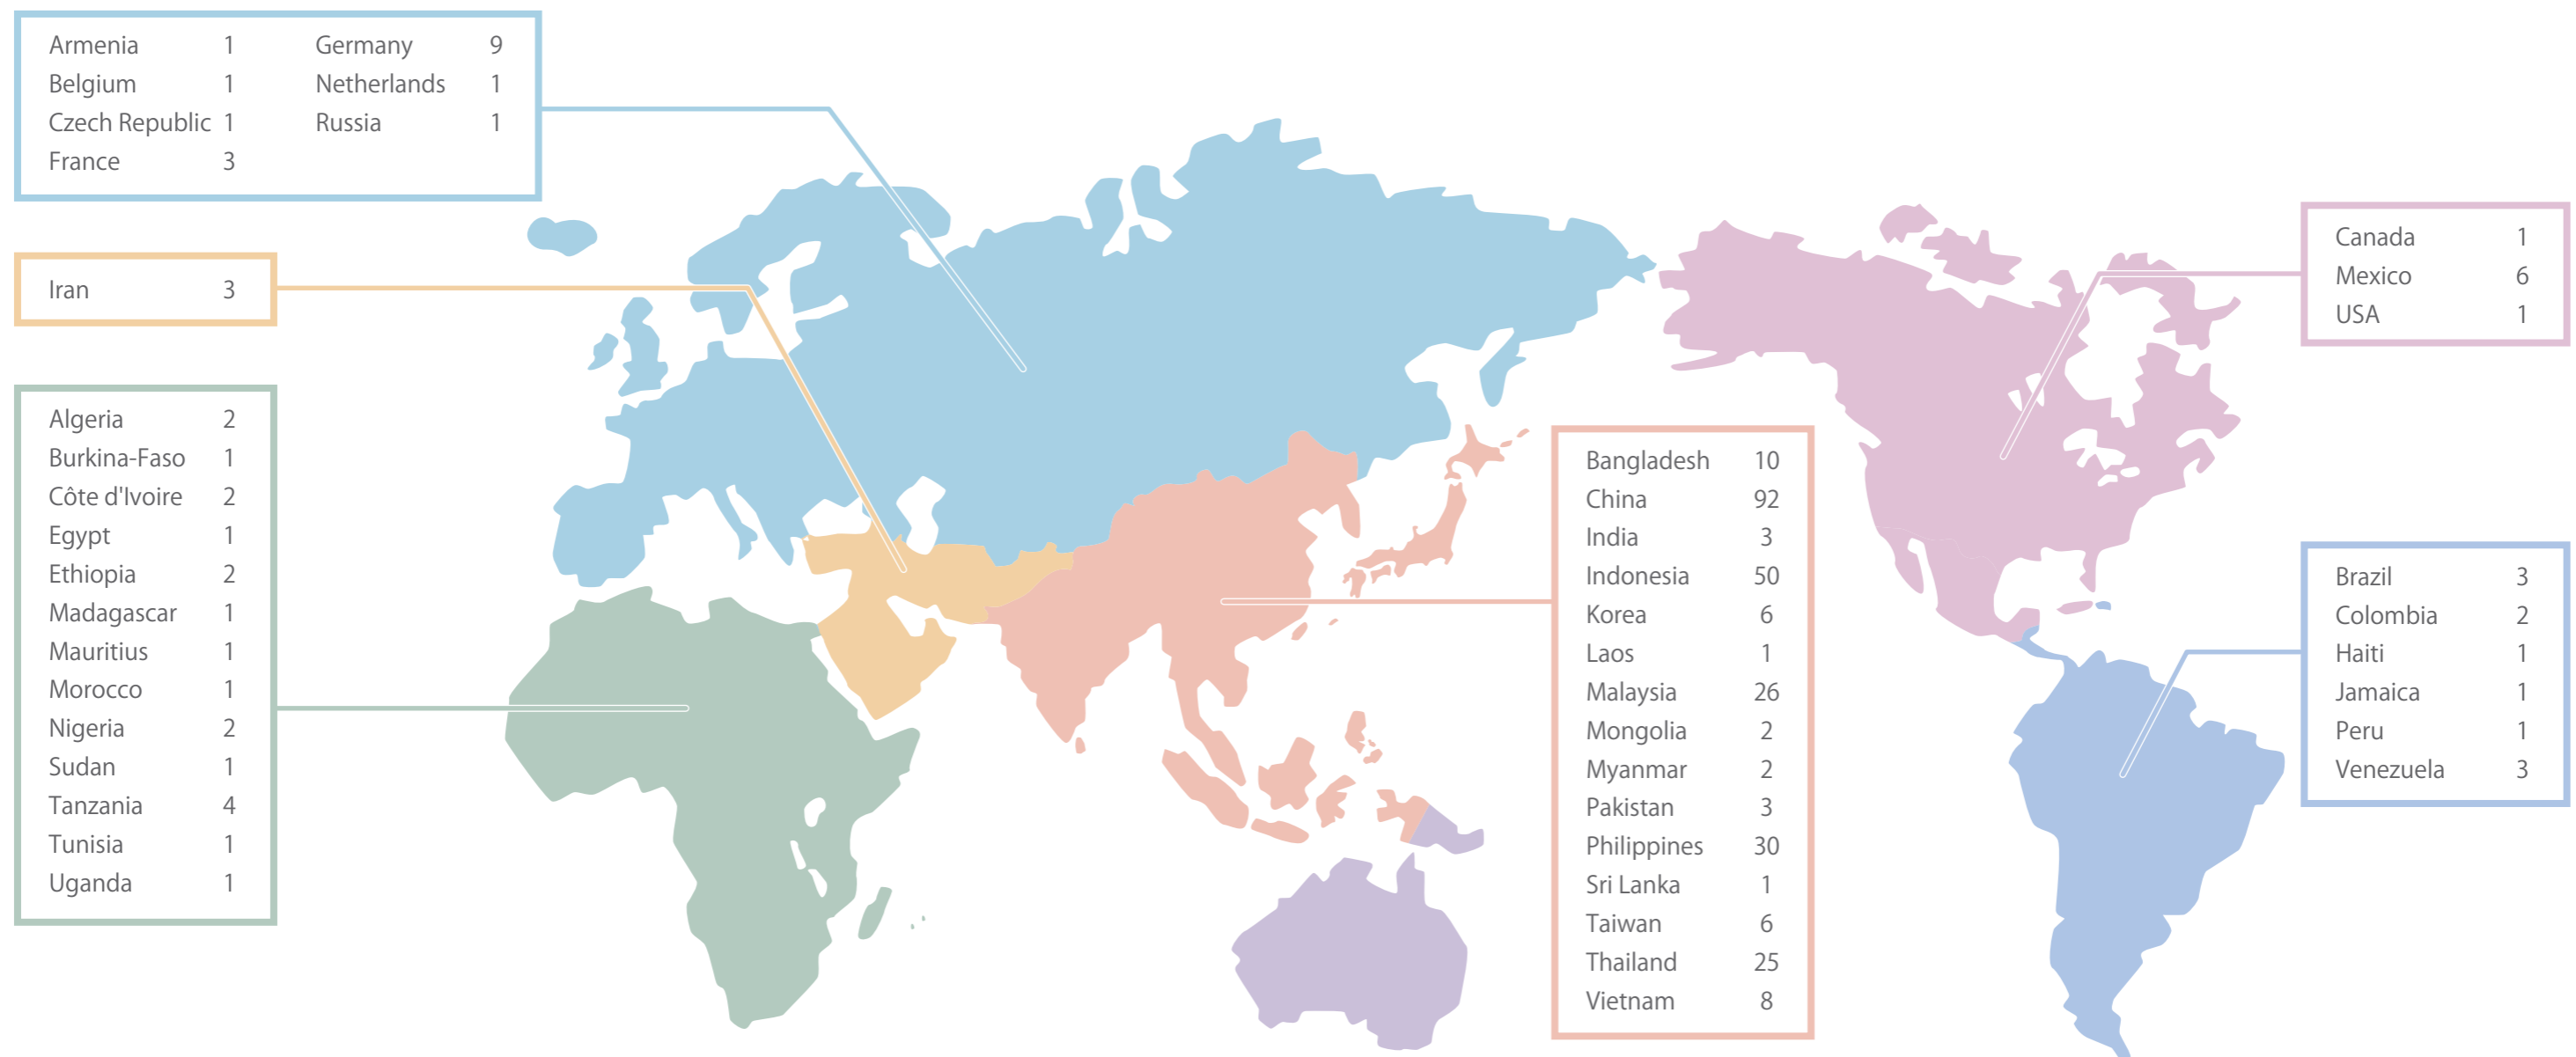 Armenia 1
Belgium 1
Czech Republic 1
France 3
Germany 9
Netherlands 1
Russia 1
Iran 3
Algeria 2
Burkina-Faso 1
Côte d'Ivoire 2
Egypt 1
Ethiopia 2
Madagascar 1
Mauritius 1
Morocco 1
Nigeria 2
Sudan 1
Tanzania 4
Tunisia 1
Uganda 1
Bangladesh 10
China 92
India 3
Indonesia 50
Korea 6
Laos 1
Malaysia 26
Mongolia 2
Myanmar 2
Pakistan 3
Philippines 30
Sri Lanka 1
Taiwan 6
Thailand 25
Vietnam 8
Canada 1
Mexico 6
USA 1
Brazil 3
Colombia 2
Haiti 1
Jamaica 1
Peru 1
Venezuela 3